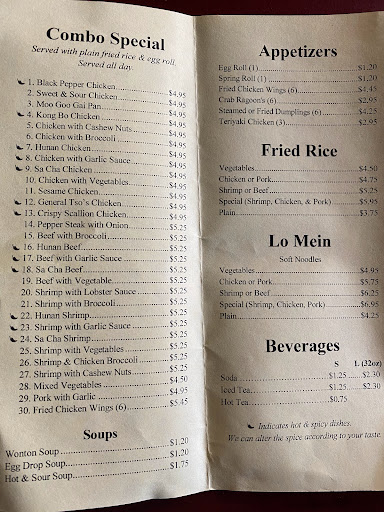 Combo Special
Served with plain fried rice & egg roll.
Served all day.
1. Black Pepper Chicken $4.95
2. Sweet & Sour Chicken $4.95
3. Moo Goo Gai Pan $4.95
4. Kong Bo Chicken $4.95
5. Chicken with Cashew Nuts $4.95
6. Chicken with Broccoli $4.95
7. Hunan Chicken $4.95
8. Chicken with Garlic Sauce $4.95
9. Sa Cha Chicken $4.95
10. Chicken with Vegetables $4.95
11. Sesame Chicken $4.95
12. General Tso's Chicken $4.95
13. Crispy Scallion Chicken $4.95
14. Pepper Steak with Onion $5.25
15. Beef with Broccoli $5.25
16. Hunan Beef $5.25
17. Beef with Garlic Sauce $5.25
18. Sa Cha Beef $5.25
19. Beef with Vegetable $5.25
20. Shrimp with Lobster Sauce $5.25
21. Shrimp with Broccoli $5.25
22. Hunan Shrimp $5.25
23. Shrimp with Garlic Sauce $5.25
24. Sa Cha Shrimp $5.25
25. Shrimp with Vegetables $5.25
26. Shrimp & Chicken Broccoli $5.25
27. Shrimp with Cashew Nuts $5.25
28. Mixed Vegetables $4.50
29. Pork with Garlic $4.95
30. Fried Chicken Wings (6) $5.45
Soups
Wonton Soup $1.20
Egg Drop Soup $1.20
Hot & Sour Soup $1.75
Appetizers
Egg Roll (1) $1.20
Spring Roll (1) $1.20
Fried Chicken Wings (6) $4.45
Crab Ragoon's (6) $2.95
Steamed or Fried Dumplings (6) $4.25
Teriyaki Chicken (3) $2.95
Fried Rice
Vegetables $4.50
Chicken or Pork $4.75
Shrimp or Beef $5.25
Special (Shrimp, Chicken, & Pork) $5.95
Plain $3.75
Lo Mein
Soft Noodles
Vegetables $4.95
Chicken or Pork $5.75
Shrimp or Beef $6.25
Special (Shrimp, Chicken, Pork) $6.95
Plain $4.25
Beverages
S L (32oz)
Soda $1.25 $2.30
Iced Tea $1.25 $2.30
Hot Tea $0.75
Indicates hot & spicy dishes.
We can alter the spice according to your taste.